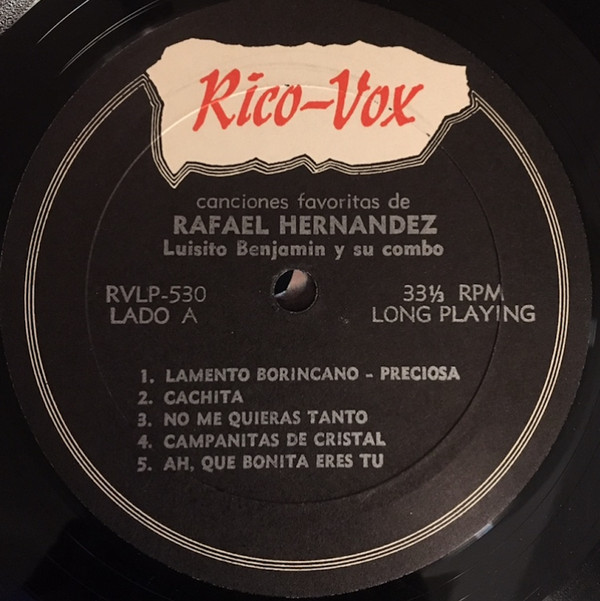 Rico-Vox
canciones favoritas de
RAFAEL HERNANDEZ
Luisito Benjamin y su combo
RVLP-530
LADO A
33⅓ RPM
LONG PLAYING
1. LAMENTO BORINCANO - PRECIOSA
2. CACHITA
3. NO ME QUIERAS TANTO
4. CAMPANITAS DE CRISTAL
5. AH, QUE BONITA ERES TU